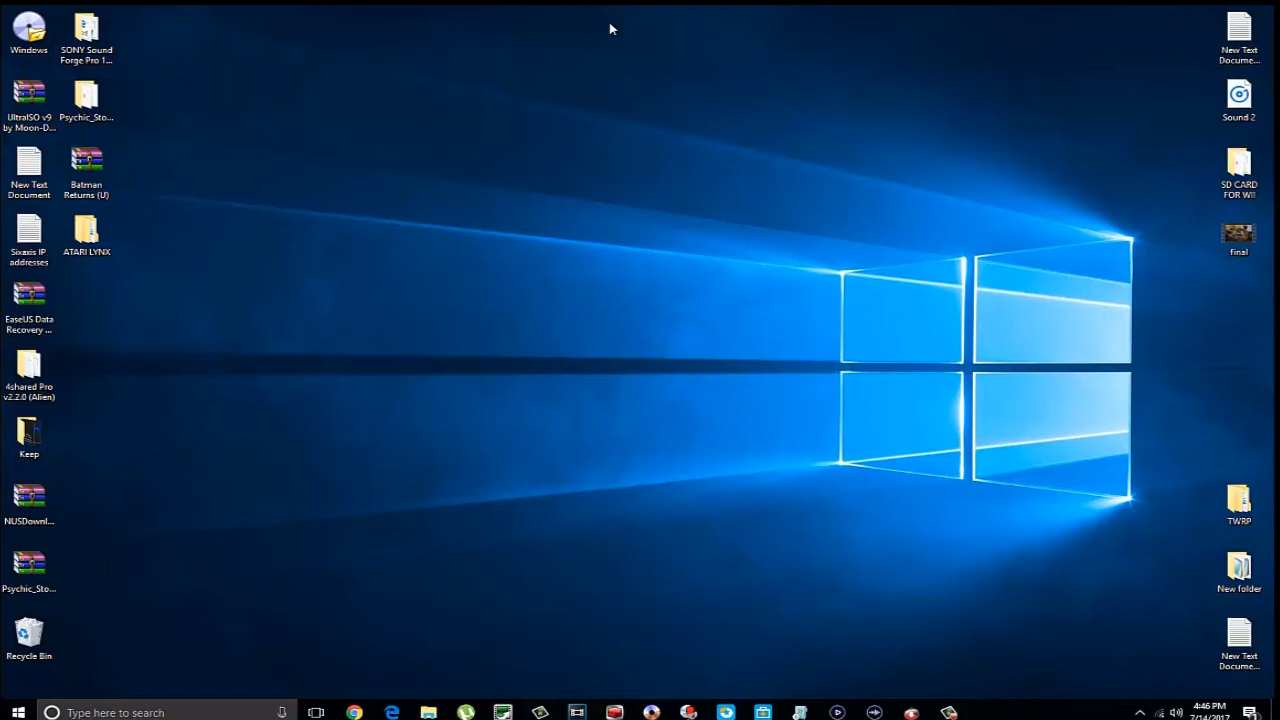 Windows
SONY Sound
Forge Pro 1...
UltraISO v9
by Moon-D...
Psychic_Sto...
New Text
Document
Batman
Returns (U)
Sixaxis IP
addresses
ATARI LYNX
EaseUS Data
Recovery ...
4shared Pro
v2.2.0 (Alien)
Keep
NUSDownl...
Psychic_Sto...
Recycle Bin
New Text
Docume...
Sound 2
SD CARD
FOR WII
final
TWRP
New folder
New Text
Docume...
Type here to search
4:46 PM
7/14/2017